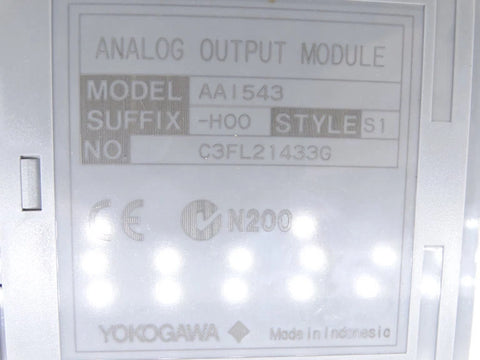 ANALOG OUTPUT MODULE
MODEL AAI543
SUFFIX -H00 STYLE S1
NO. C3FL21433G
CE N200
YOKOGAWA Made in Indonesia